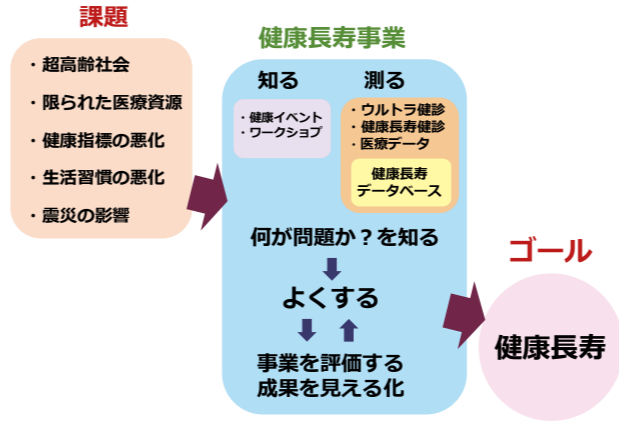 課題
・超高齢社会
・限られた医療資源
・健康指標の悪化
・生活習慣の悪化
・震災の影響
健康長寿事業
知る
・健康イベント
・ワークショプ
測る
・ウルトラ健診
・健康長寿健診
・医療データ
健康長寿
データベース
何が問題か？を知る
よくする
事業を評価する
成果を見える化
ゴール
健康長寿